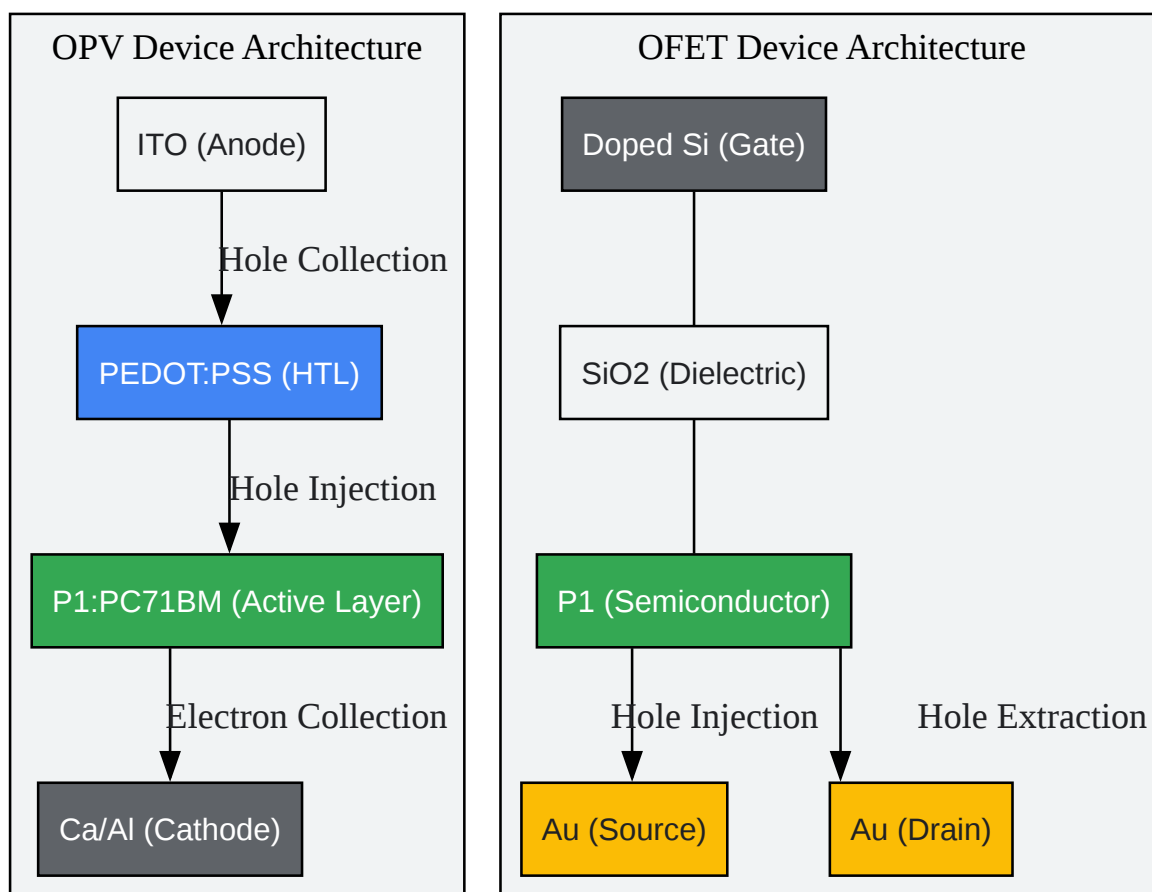 OPV Device Architecture
ITO (Anode)
Hole Collection
PEDOT:PSS (HTL)
Hole Injection
P1:PC71BM (Active Layer)
Electron Collection
Ca/Al (Cathode)
OFET Device Architecture
Doped Si (Gate)
SiO2 (Dielectric)
P1 (Semiconductor)
Hole Injection
Hole Extraction
Au (Source)
Au (Drain)